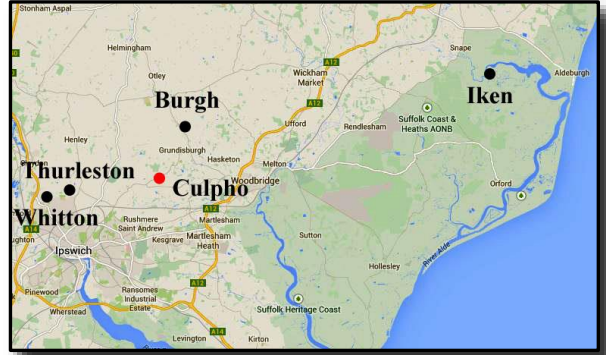 Stonham Aspal
A12
Helmingham
Snape
Otley
Wickham
Market
Aldeburgh
Iken
Burgh
Ufford
Rendlesham
Suffolk Coast &
Heaths AONB
Henley
Grundisburgh
Hasketon
Melton
Thurleston
Culpho
Woodbridge
Orford
Whitton
A14
Rushmere
Saint Andrew
Martlesham
A12
Kesgrave
Martlesham
Heath
Sutton
Ipswich
River Alde
Hollesley
A12
Pinewood
Ransomes
Industrial
Estate
Wherstead
Suffolk Heritage Coast
A14
Levington
Kirton